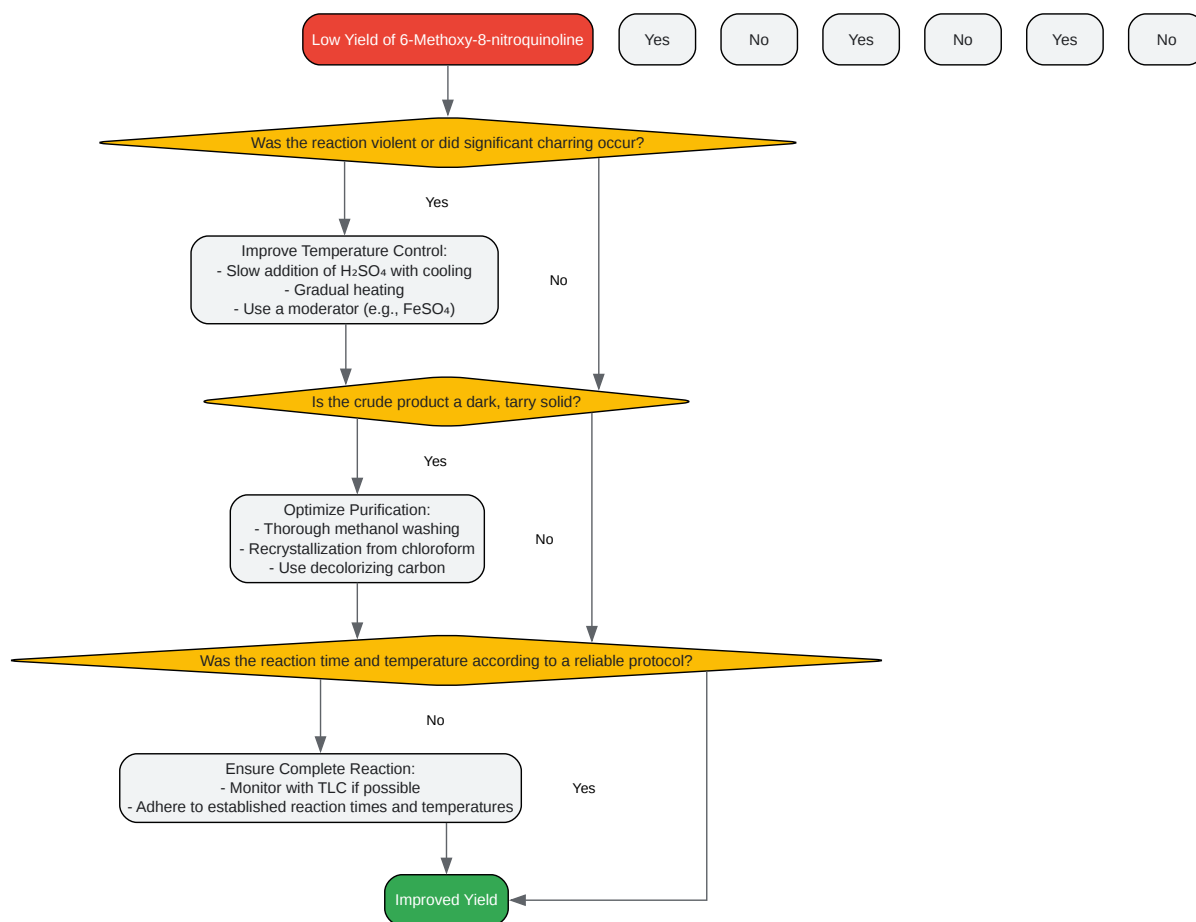 Low Yield of 6-Methoxy-8-nitroquinoline
Yes
No
Yes
No
Yes
No
Was the reaction violent or did significant charring occur?
Yes
Improve Temperature Control:
- Slow addition of H₂SO₄ with cooling
- Gradual heating
- Use a moderator (e.g., FeSO₄)
No
Is the crude product a dark, tarry solid?
Yes
Optimize Purification:
- Thorough methanol washing
- Recrystallization from chloroform
- Use decolorizing carbon
No
Was the reaction time and temperature according to a reliable protocol?
No
Ensure Complete Reaction:
- Monitor with TLC if possible
- Adhere to established reaction times and temperatures
Yes
Improved Yield